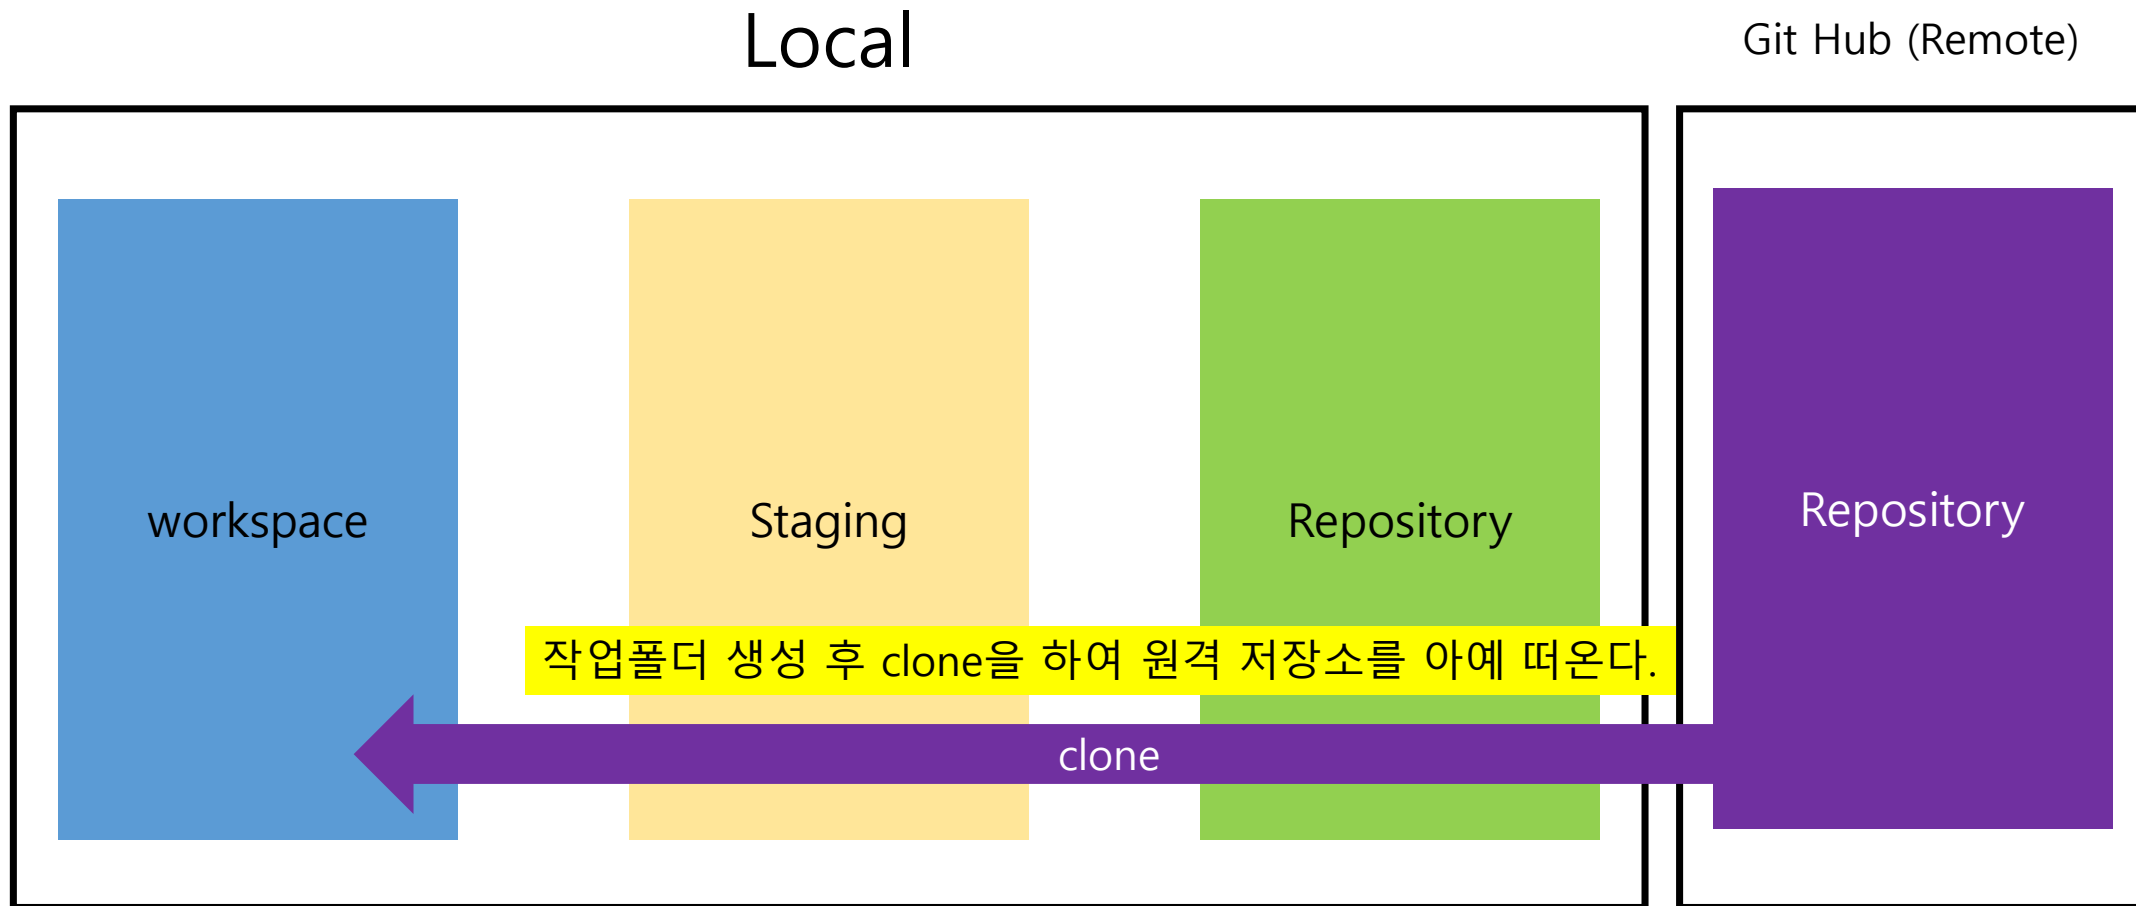 Local
Git Hub (Remote)
workspace
Staging
Repository
Repository
작업폴더 생성 후 clone을 하여 원격 저장소를 아예 떠온다.
clone